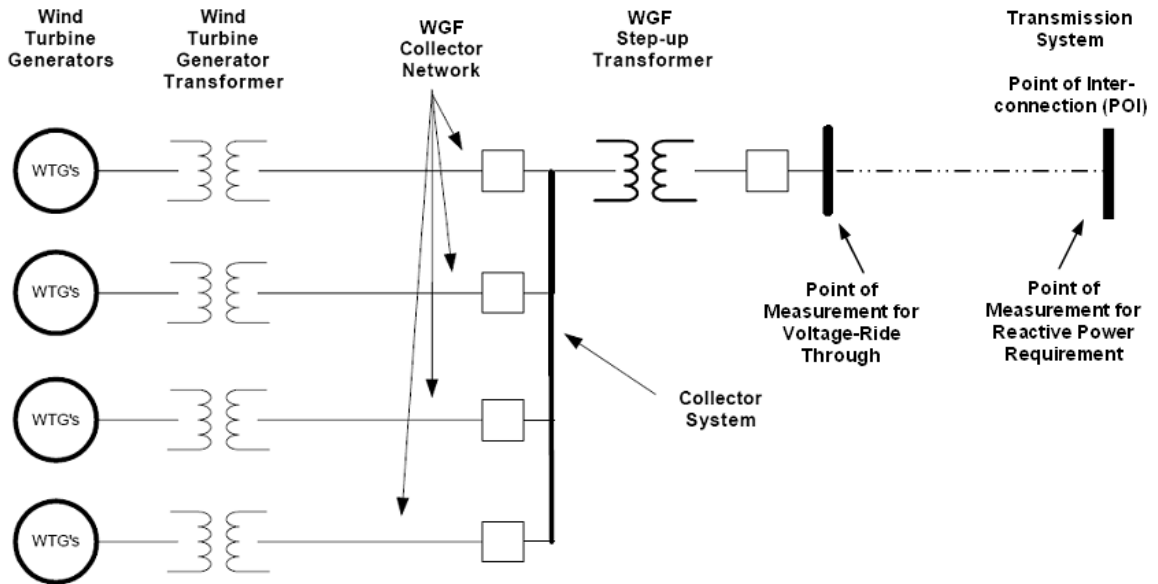 Wind
Turbine
Generators
Wind
Turbine
Generator
Transformer
WGF
Collector
Network
WGF
Step-up
Transformer
Transmission
System
Point of Inter-
connection (POI)
WTG's
WTG's
WTG's
WTG's
Point of
Measurement for
Voltage-Ride
Through
Point of
Measurement for
Reactive Power
Requirement
Collector
System